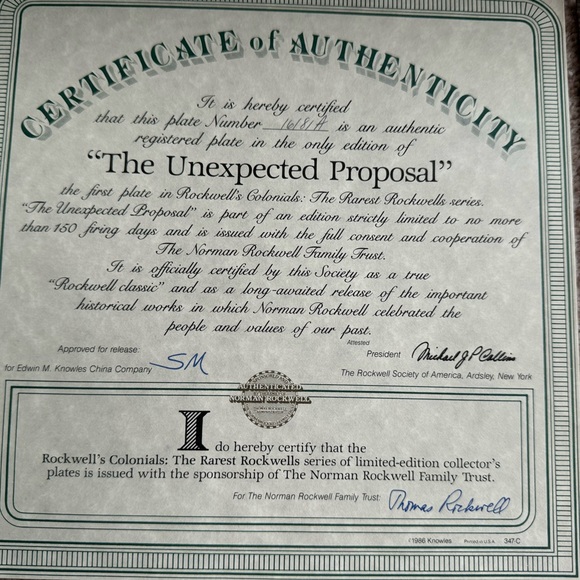 CERTIFICATE of AUTHENTICITY
It is hereby certified
that this plate Number 16181A is an authentic
registered plate in the only edition of
“The Unexpected Proposal”
the first plate in Rockwell's Colonials: The Rarest Rockwells series.
“The Unexpected Proposal” is part of an edition strictly limited to no more
than 150 firing days and is issued with the full consent and cooperation of
The Norman Rockwell Family Trust.
It is officially certified by this Society as a true
“Rockwell classic” and as a long-awaited release of the important
historical works in which Norman Rockwell celebrated the
people and values of our past.
Approved for release:
for Edwin M. Knowles China Company SM
Attested
President Michael J P Collins
The Rockwell Society of America, Ardsley, New York
AUTHENTICATED
NORMAN ROCKWELL
I do hereby certify that the
Rockwell's Colonials: The Rarest Rockwells series of limited-edition collector's
plates is issued with the sponsorship of The Norman Rockwell Family Trust.
For The Norman Rockwell Family Trust: Thomas Rockwell
©1986 Knowles Printed in U.S.A. 347C